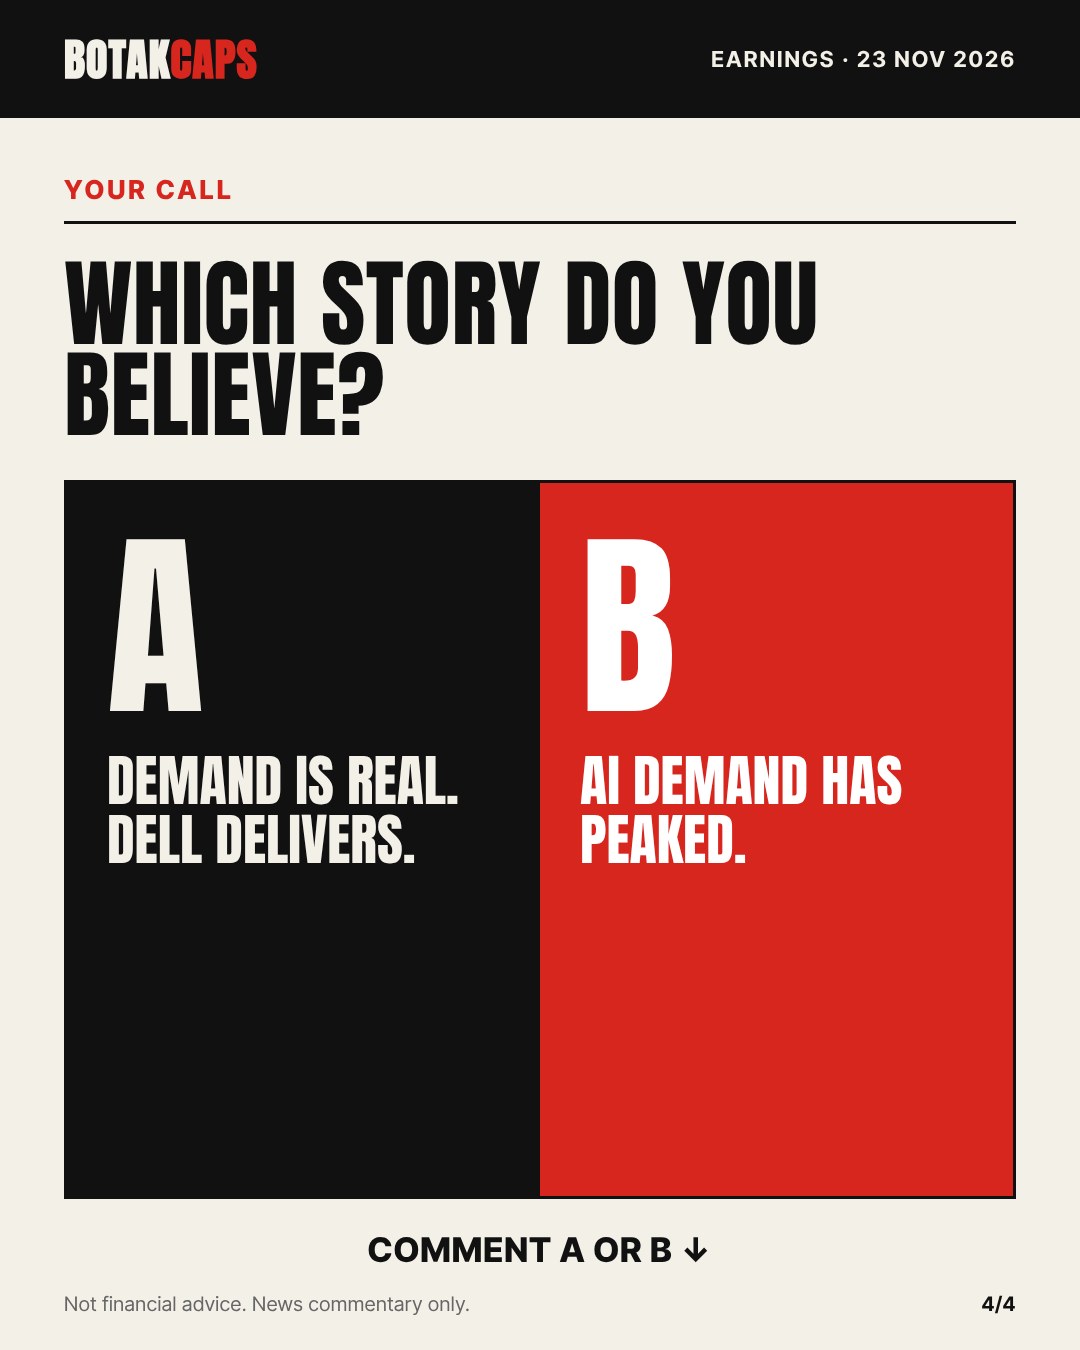 BOTAKCAPS
EARNINGS · 23 NOV 2026
YOUR CALL
WHICH STORY DO YOU
BELIEVE?
A
DEMAND IS REAL.
DELL DELIVERS.
B
AI DEMAND HAS
PEAKED.
COMMENT A OR B ↓
Not financial advice. News commentary only.
4/4